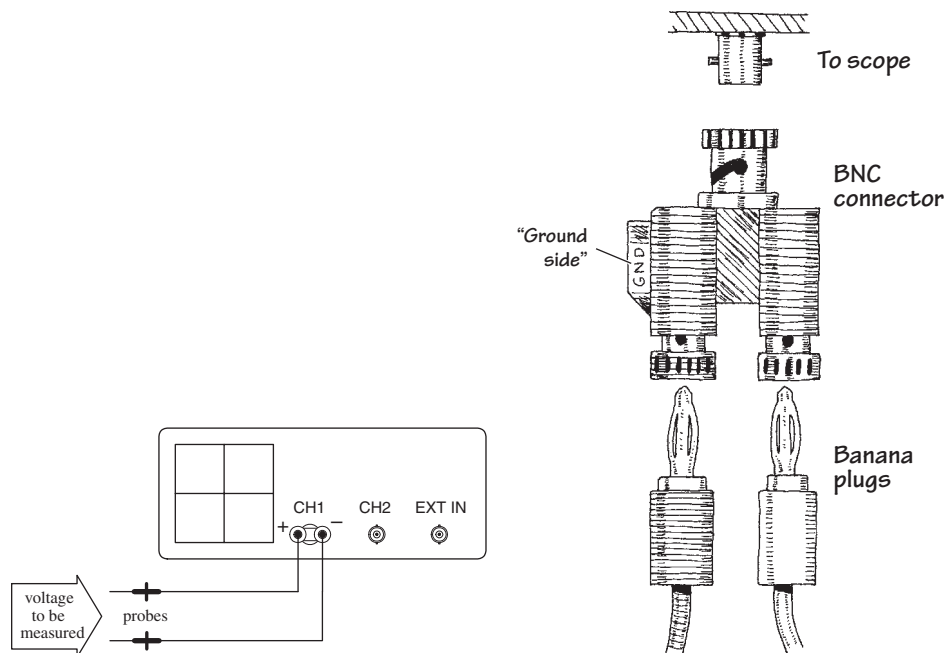 To scope
BNC
connector
“Ground
side”
GND
Banana
plugs
CH1
CH2
EXT IN
+
–
voltage
to be
measured
probes